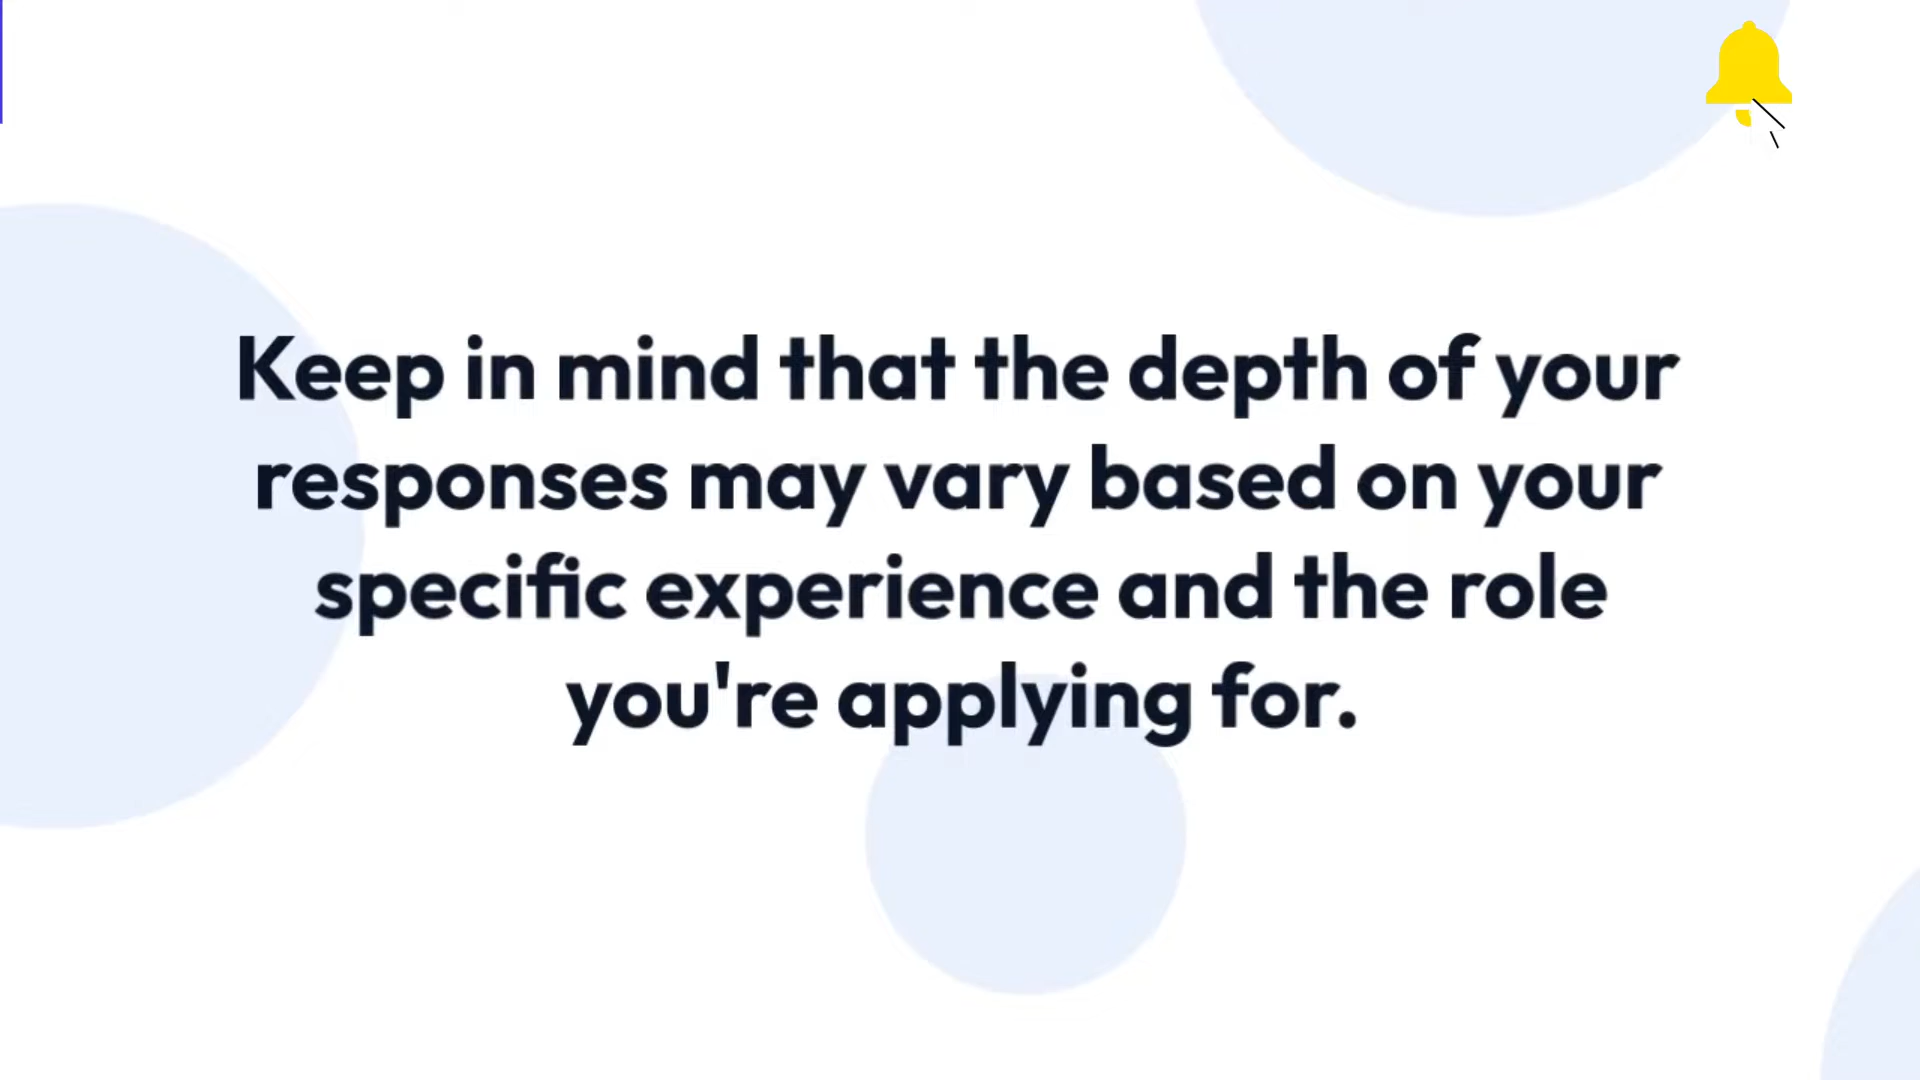 Keep in mind that the depth of your
responses may vary based on your
specific experience and the role
you're applying for.